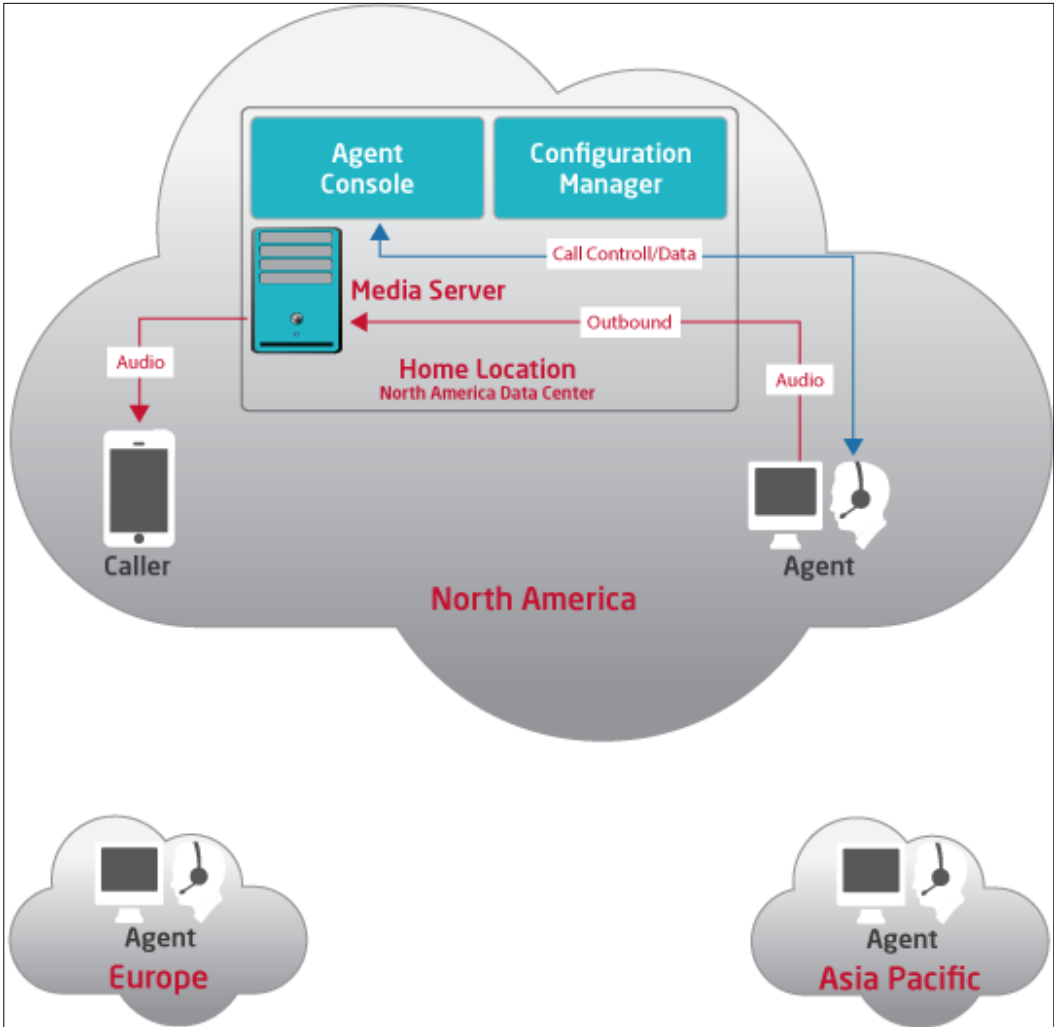 Agent
Console
Configuration
Manager
Call Controll/Data
Media Server
Outbound
Audio
Home Location
North America Data Center
Audio
Caller
Agent
North America
Agent
Europe
Agent
Asia Pacific